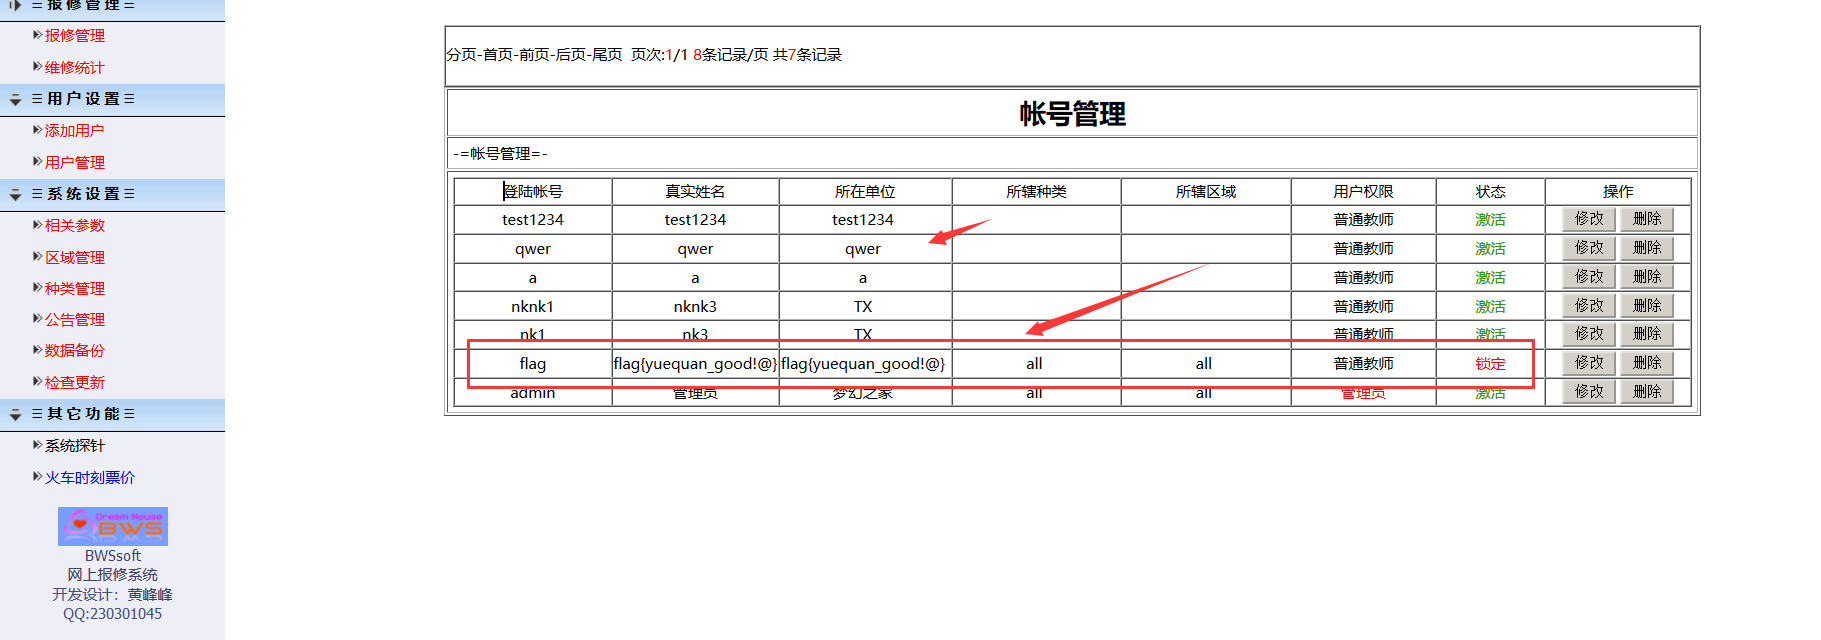 ☰报修管理☰
报修管理
维修统计
☰用户设置☰
添加用户
用户管理
☰系统设置☰
相关参数
区域管理
种类管理
公告管理
数据备份
检查更新
☰其它功能☰
系统探针
火车时刻票价
Dream House
BWS
BWSsoft
网上报修系统
开发设计：黄峰峰
QQ:230301045
分页-首页-前页-后页-尾页 页次:1/1 8条记录/页 共7条记录
帐号管理
-=帐号管理=-
登陆帐号 真实姓名 所在单位 所辖种类 所辖区域 用户权限 状态 操作
test1234 test1234 test1234 普通教师 激活 修改 删除
qwer qwer qwer 普通教师 激活 修改 删除
a a a 普通教师 激活 修改 删除
nknk1 nknk3 TX 普通教师 激活 修改 删除
nk1 nk3 TX 普通教师 激活 修改 删除
flag flag{yuequan_good!@} flag{yuequan_good!@} all all 普通教师 锁定 修改 删除
admin 管理员 梦幻之家 all all 管理员 激活 修改 删除